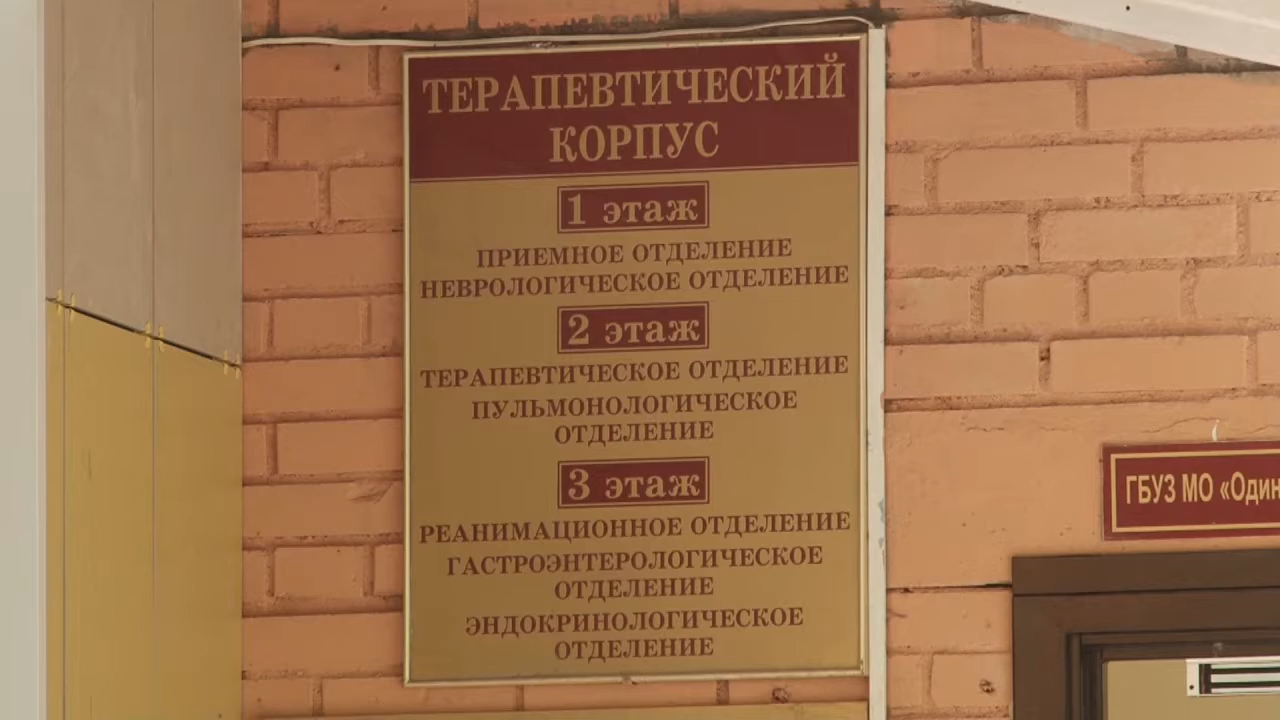 ТЕРАПЕВТИЧЕСКИЙ
КОРПУС
1 этаж
ПРИЕМНОЕ ОТДЕЛЕНИЕ
НЕВРОЛОГИЧЕСКОЕ ОТДЕЛЕНИЕ
2 этаж
ТЕРАПЕВТИЧЕСКОЕ ОТДЕЛЕНИЕ
ПУЛЬМОНОЛОГИЧЕСКОЕ
ОТДЕЛЕНИЕ
3 этаж
РЕАНИМАЦИОННОЕ ОТДЕЛЕНИЕ
ГАСТРОЭНТЕРОЛОГИЧЕСКОЕ
ОТДЕЛЕНИЕ
ЭНДОКРИНОЛОГИЧЕСКОЕ
ОТДЕЛЕНИЕ
ГБУЗ МО «Один